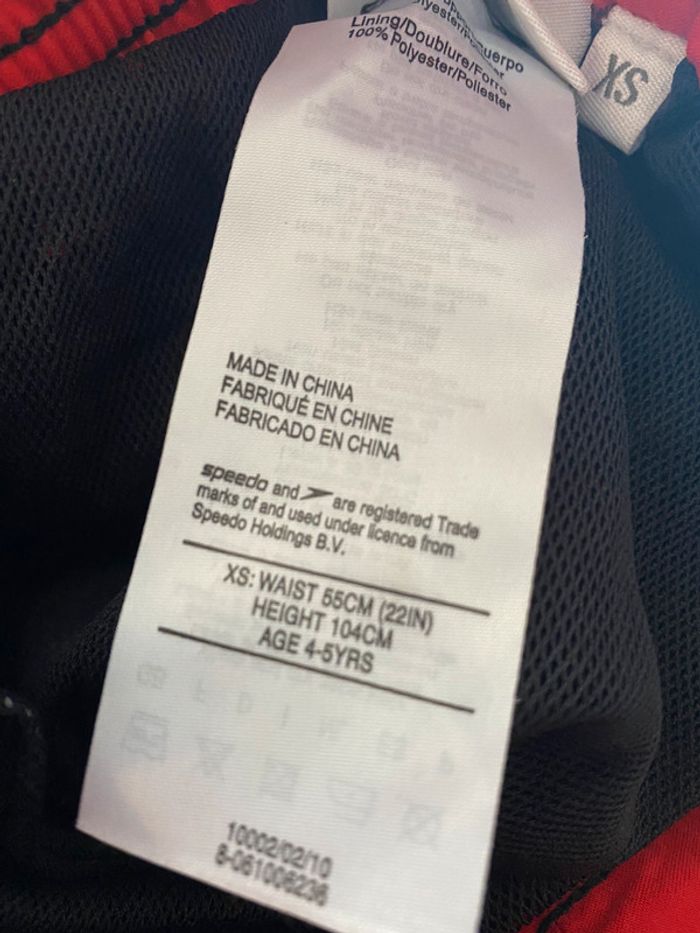 Lining/Doublure/Forro
100% Polyester/Poliester
XS
MADE IN CHINA
FABRIQUÉ EN CHINE
FABRICADO EN CHINA
speedo and are registered Trade
marks of and used under licence from
Speedo Holdings B.V.
XS: WAIST 55CM (22IN)
HEIGHT 104CM
AGE 4-5YRS
10002/02/10
8-061006236